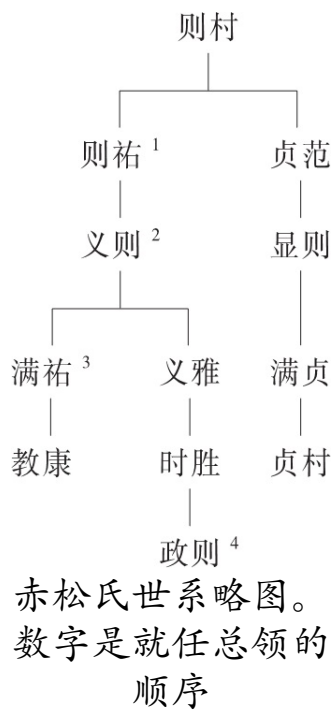 则村
则祐 1 贞范
义则 2 显则
满祐 3 义雅 满贞
教康 时胜 贞村
政则 4
赤松氏世系略图。
数字是就任总领的
顺序